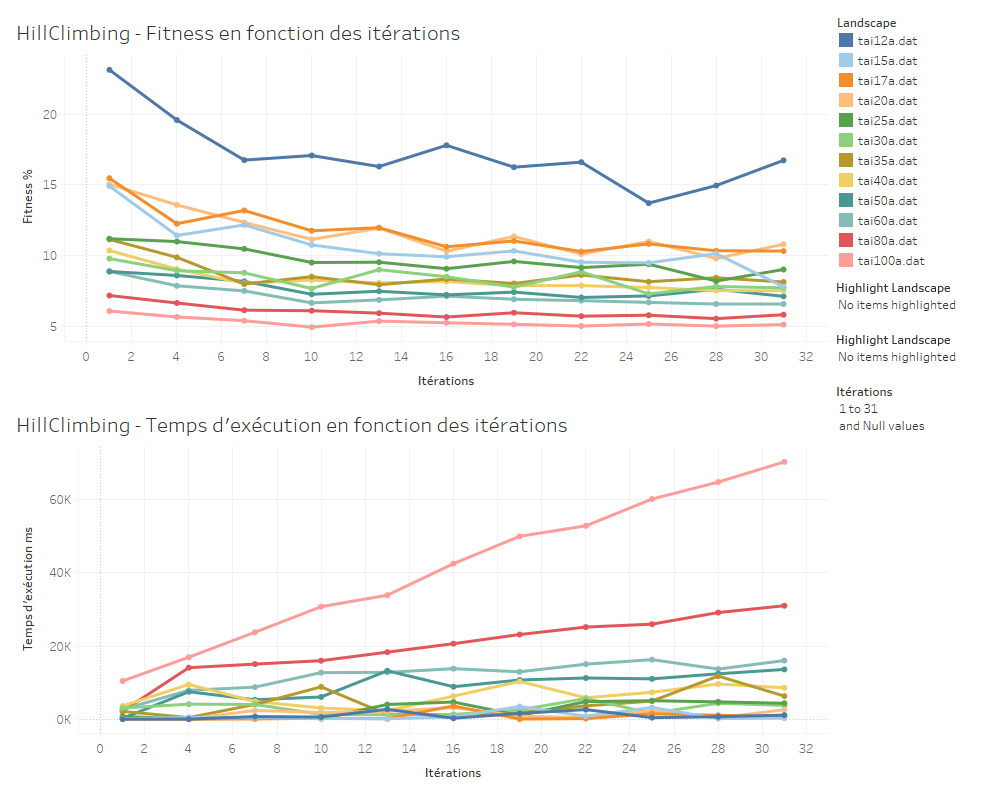 HillClimbing - Fitness en fonction des itérations
Fitness %
20
15
10
5
0 2 4 6 8 10 12 14 16 18 20 22 24 26 28 30 32
Itérations
HillClimbing - Temps d'exécution en fonction des itérations
Temps d'exécution ms
60K
40K
20K
0K
0 2 4 6 8 10 12 14 16 18 20 22 24 26 28 30 32
Itérations
Landscape
tai12a.dat
tai15a.dat
tai17a.dat
tai20a.dat
tai25a.dat
tai30a.dat
tai35a.dat
tai40a.dat
tai50a.dat
tai60a.dat
tai80a.dat
tai100a.dat
Highlight Landscape
No items highlighted
Highlight Landscape
No items highlighted
Itérations
1 to 31
and Null values